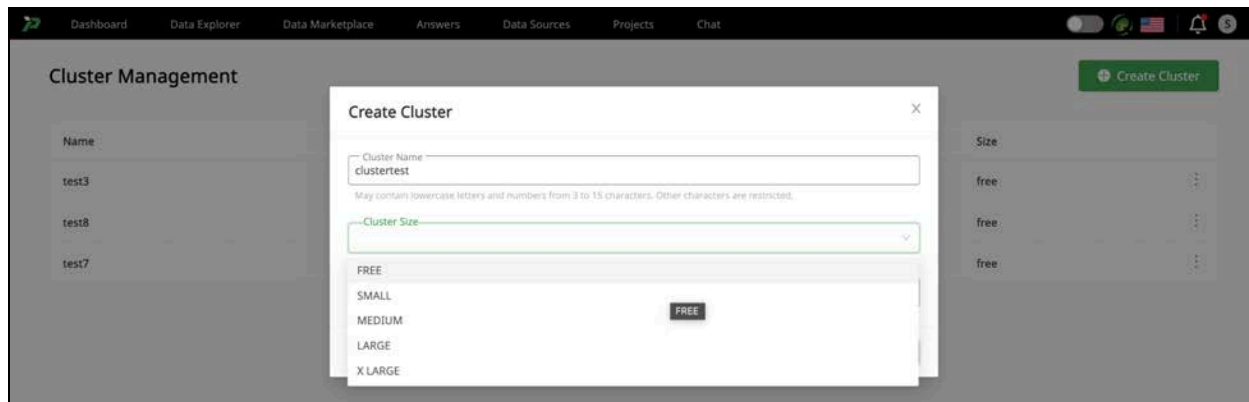 Dashboard Data Explorer Data Marketplace Answers Data Sources Projects Chat S
Cluster Management
Create Cluster
Create Cluster X
Name
Size
Cluster Name
clustertest
May contain lowercase letters and numbers from 3 to 15 characters. Other characters are restricted.
test3
free
Cluster Size
test8
free
test7
free
FREE
SMALL
FREE
MEDIUM
LARGE
X LARGE